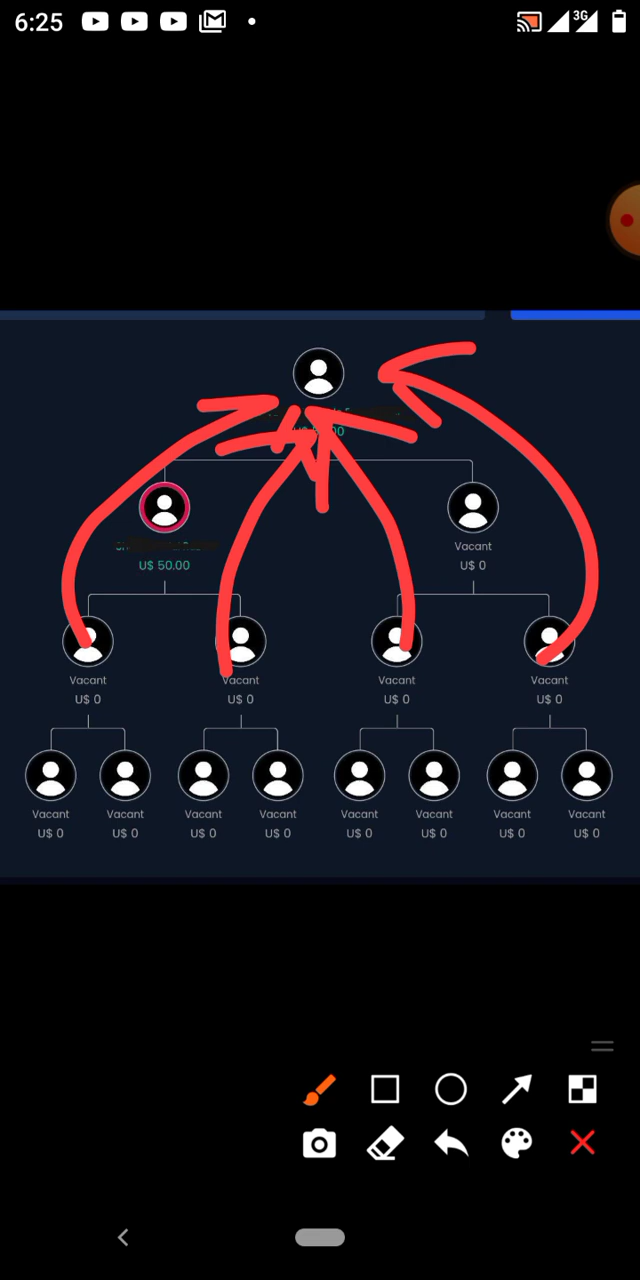 6:25
3G
Vacant
U$ 50.00
U$ 0
Vacant Vacant Vacant Vacant
U$ 0 U$ 0 U$ 0 U$ 0
Vacant Vacant Vacant Vacant Vacant Vacant Vacant Vacant
U$ 0 U$ 0 U$ 0 U$ 0 U$ 0 U$ 0 U$ 0 U$ 0